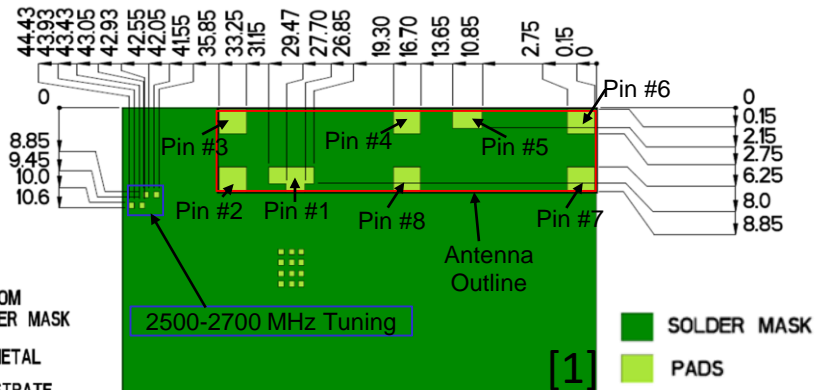 44.43
43.93
43.43
43.05
42.93
42.55
42.05
41.55
35.85
33.25
31.15
29.47
27.70
26.85
19.30
16.70
13.65
10.85
2.75
0.15
0
0
8.85
9.45
10.0
10.6
Pin #6
Pin #3
Pin #4
Pin #5
Pin #2
Pin #1
Pin #8
Pin #7
0
0.15
2.15
2.75
6.25
8.0
8.85
Antenna
Outline
2500-2700 MHz Tuning
[1]
SOLDER MASK
PADS
OM
ER MASK
METAL
STRATE